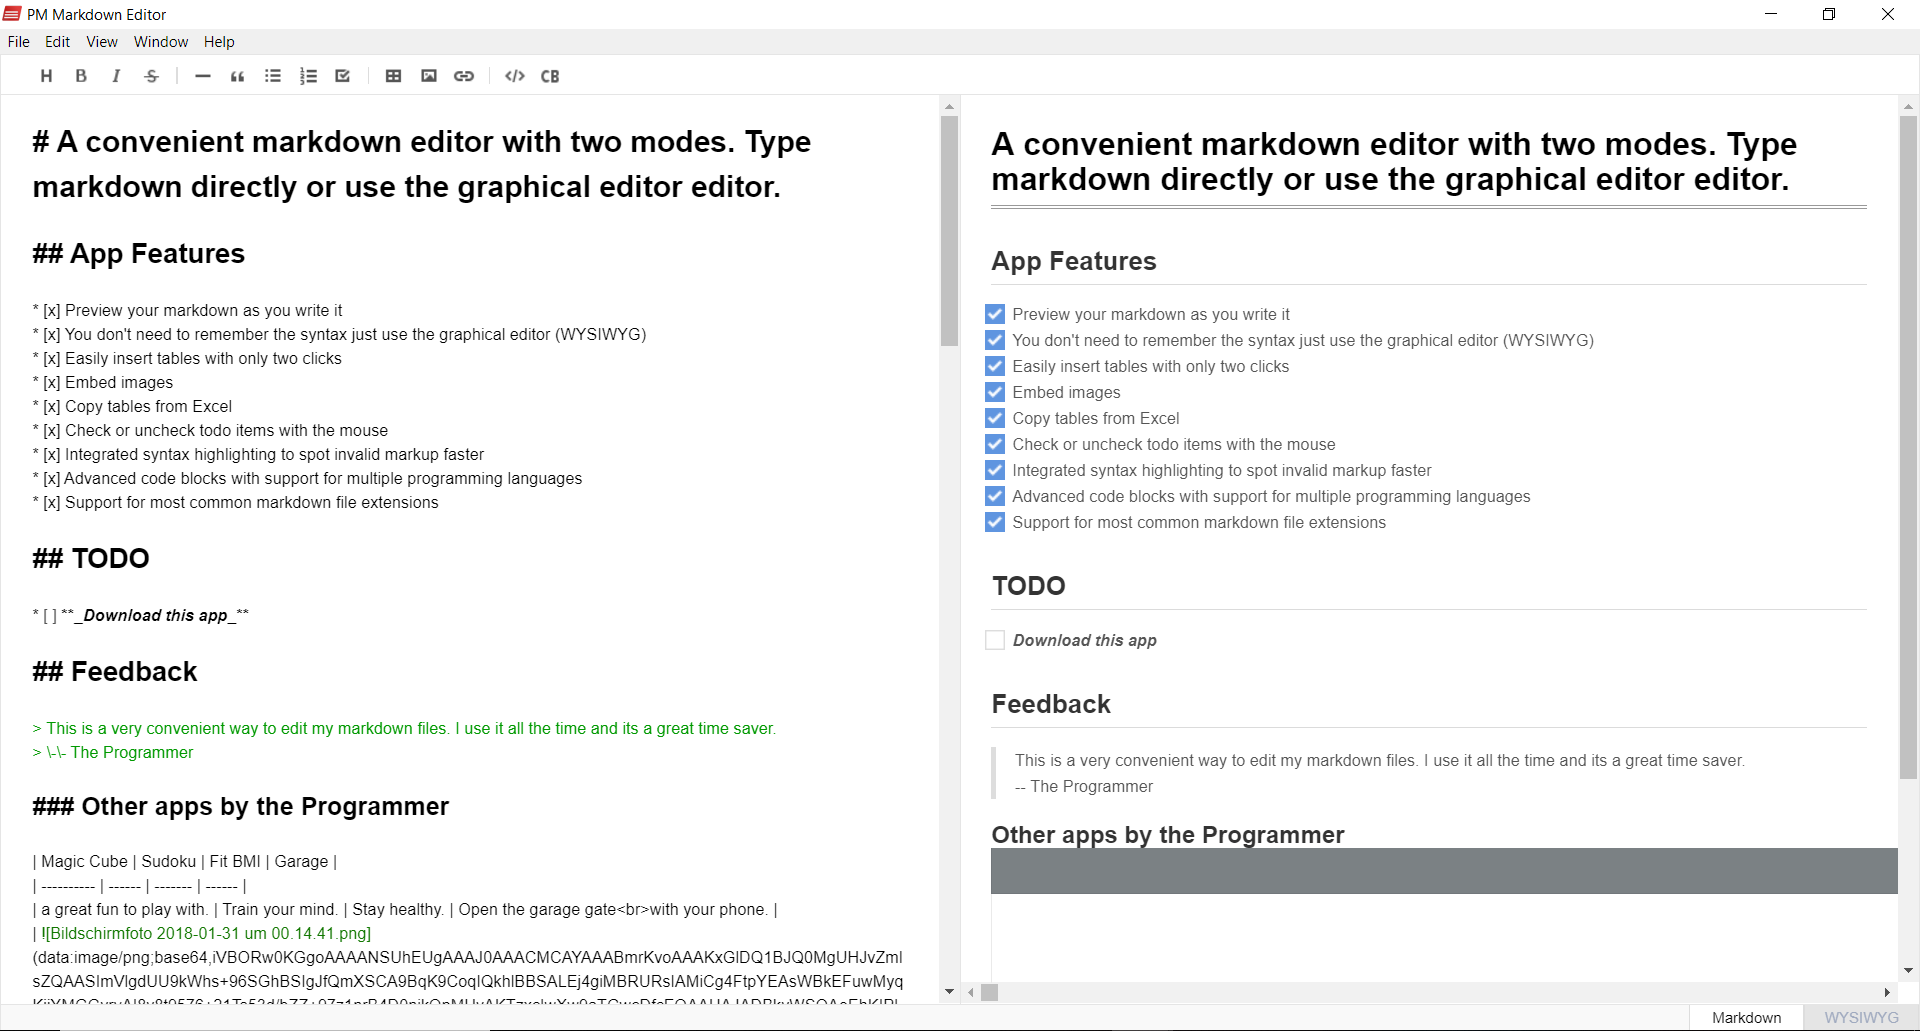 PM Markdown Editor
File Edit View Window Help
H B I S CB
# A convenient markdown editor with two modes. Type
markdown directly or use the graphical editor editor.
## App Features
* [x] Preview your markdown as you write it
* [x] You don't need to remember the syntax just use the graphical editor (WYSIWYG)
* [x] Easily insert tables with only two clicks
* [x] Embed images
* [x] Copy tables from Excel
* [x] Check or uncheck todo items with the mouse
* [x] Integrated syntax highlighting to spot invalid markup faster
* [x] Advanced code blocks with support for multiple programming languages
* [x] Support for most common markdown file extensions
## TODO
* [ ] **_Download this app_**
## Feedback
> This is a very convenient way to edit my markdown files. I use it all the time and its a great time saver.
> \-\- The Programmer
### Other apps by the Programmer
| Magic Cube | Sudoku | Fit BMI | Garage |
| ---------- | ------ | ------- | ------ |
| a great fun to play with. | Train your mind. | Stay healthy. | Open the garage gate<br>with your phone. |
| ![Bildschirmfoto 2018-01-31 um 00.14.41.png]
(data:image/png;base64,iVBORw0KGgoAAAANSUhEUgAAAJ0AAACMCAYAAABmrKvoAAAKxGlDQ1BJQ0MgUHJvZml
sZQAASImVlgdUU9kWhs+96SGhBSIgJfQmXSCA9BqK9CoqIQkhlBBSALEj4giMBRURsIAMiCg4FtpYEAsWBkEFuwMyq
A convenient markdown editor with two modes. Type
markdown directly or use the graphical editor editor.
App Features
Preview your markdown as you write it
You don't need to remember the syntax just use the graphical editor (WYSIWYG)
Easily insert tables with only two clicks
Embed images
Copy tables from Excel
Check or uncheck todo items with the mouse
Integrated syntax highlighting to spot invalid markup faster
Advanced code blocks with support for multiple programming languages
Support for most common markdown file extensions
TODO
Download this app
Feedback
This is a very convenient way to edit my markdown files. I use it all the time and its a great time saver.
-- The Programmer
Other apps by the Programmer
Markdown WYSIWYG